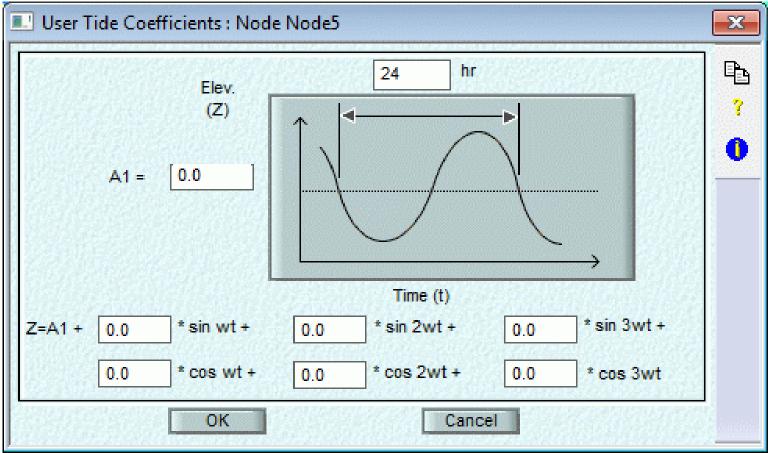 User Tide Coefficients : Node Node5
24 hr
Elev.
(Z)
A1 = 0.0
Time (t)
Z=A1 + 0.0 * sin wt + 0.0 * sin 2wt + 0.0 * sin 3wt +
0.0 * cos wt + 0.0 * cos 2wt + 0.0 * cos 3wt
OK Cancel